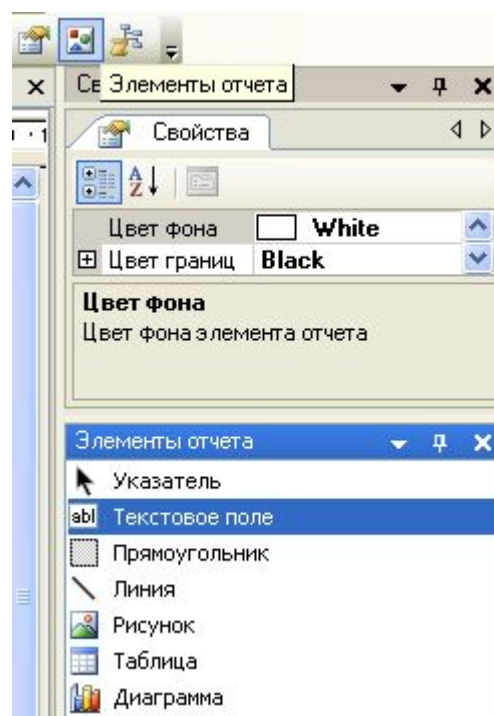 Элементы отчета
Свойства
Цвет фона White
Цвет границ Black
Цвет фона
Цвет фона элемента отчета
Элементы отчета
Указатель
abl Текстовое поле
Прямоугольник
Линия
Рисунок
Таблица
Диаграмма